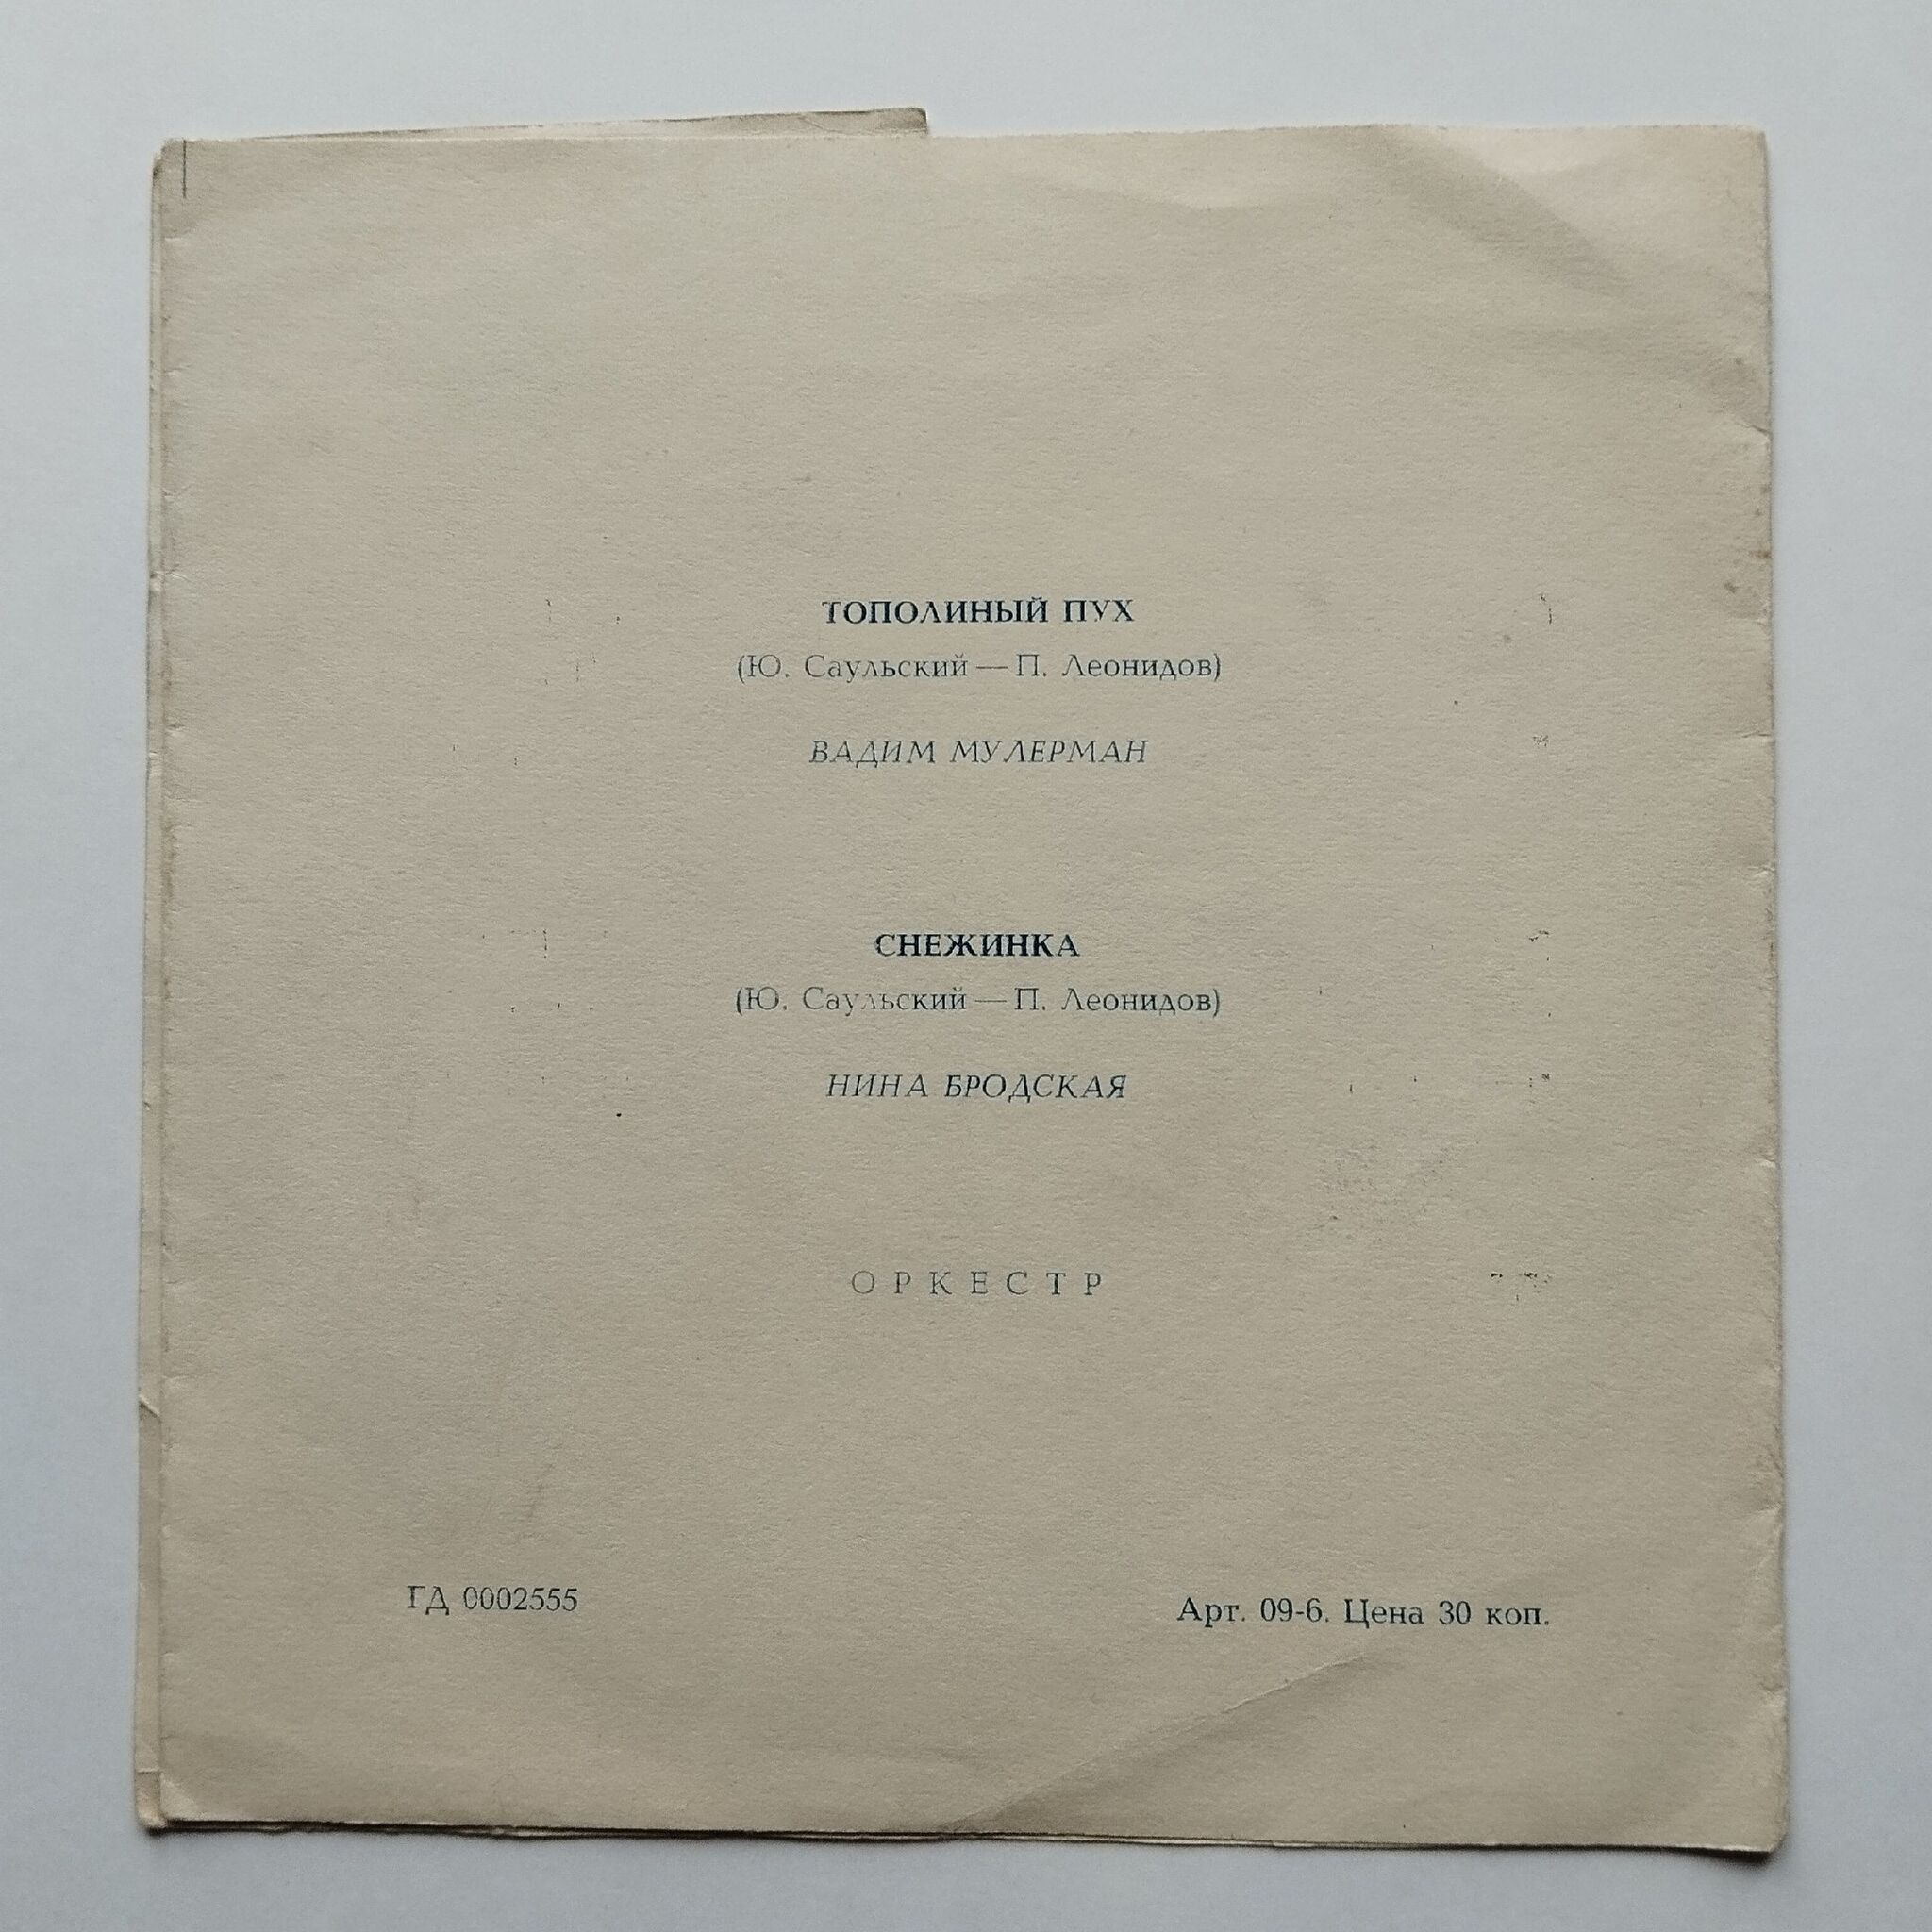 ТОПОЛИНЫЙ ПУХ
(Ю. Саульский — П. Леонидов)
ВАДИМ МУЛЕРМАН
СНЕЖИНКА
(Ю. Саульский — П. Леонидов)
НИНА БРОДСКАЯ
ОРКЕСТР
ГД 0002555
Арт. 09-6. Цена 30 коп.